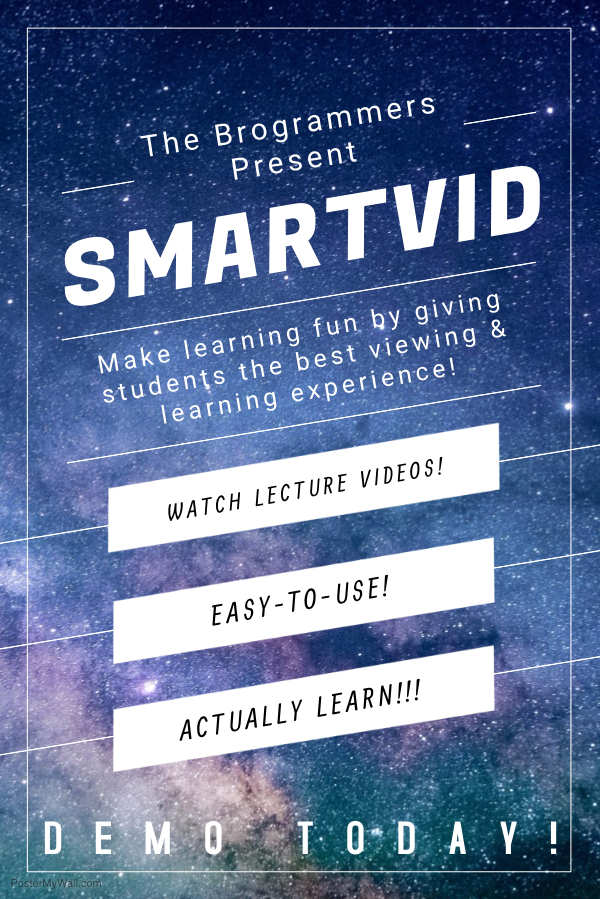 The Brogrammers
Present
SMARTVID
Make learning fun by giving
students the best viewing &
learning experience!
WATCH LECTURE VIDEOS!
EASY-TO-USE!
ACTUALLY LEARN!!!
DEMO TODAY!
PosterMyWall.com